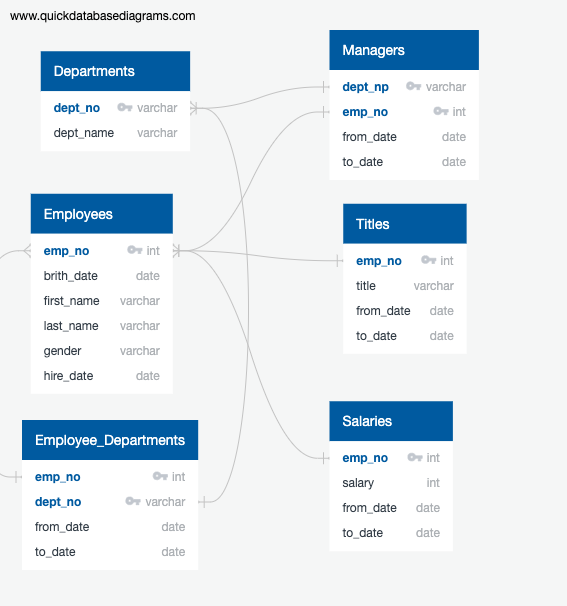 www.quickdatabasediagrams.com
Departments
dept_no varchar
dept_name varchar
Managers
dept_np varchar
emp_no int
from_date date
to_date date
Employees
emp_no int
brith_date date
first_name varchar
last_name varchar
gender varchar
hire_date date
Titles
emp_no int
title varchar
from_date date
to_date date
Employee_Departments
emp_no int
dept_no varchar
from_date date
to_date date
Salaries
emp_no int
salary int
from_date date
to_date date